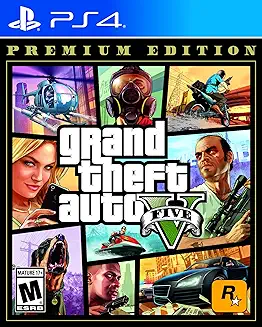 PS4
PREMIUM EDITION
grand
theft
auto
V
FIVE
MATURE 17+
M
ESRB
R